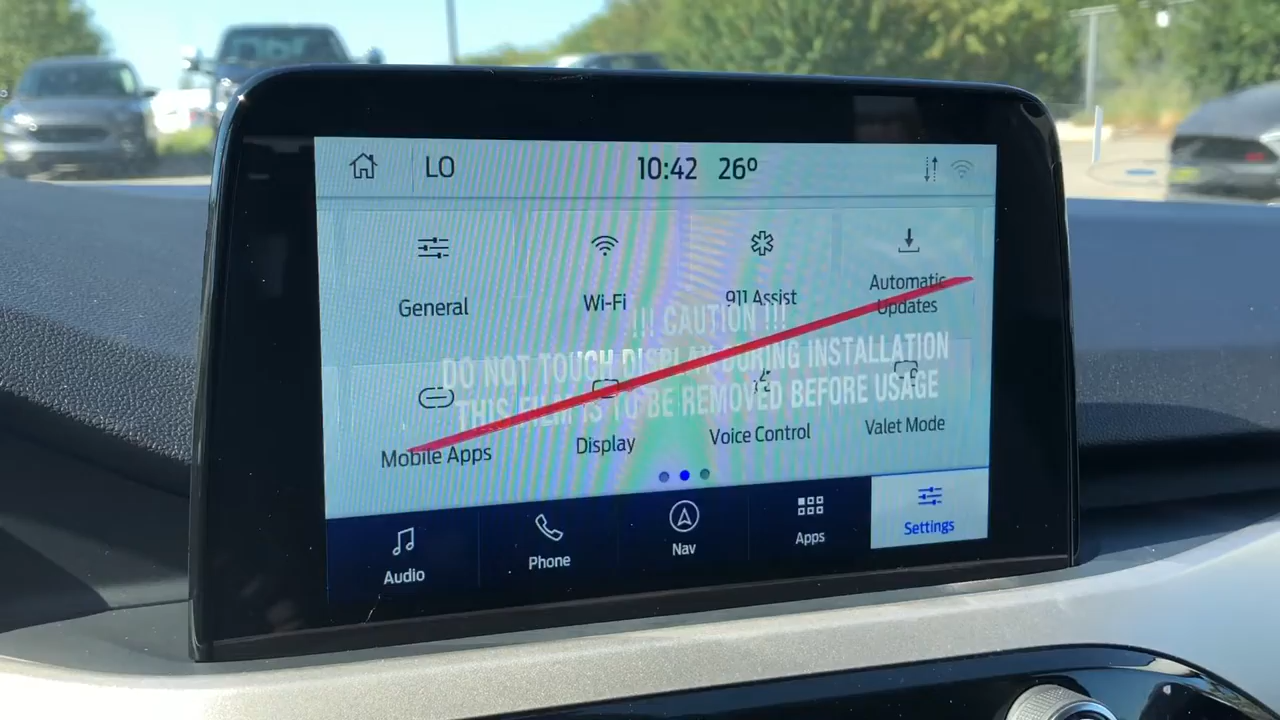 LO 10:42 26º
General Wi-Fi 911 Assist Automatic Updates
!!! CAUTION !!!
DO NOT TOUCH DISPLAY DURING INSTALLATION
THIS FILM IS TO BE REMOVED BEFORE USAGE
Mobile Apps Display Voice Control Valet Mode
Audio Phone Nav Apps Settings